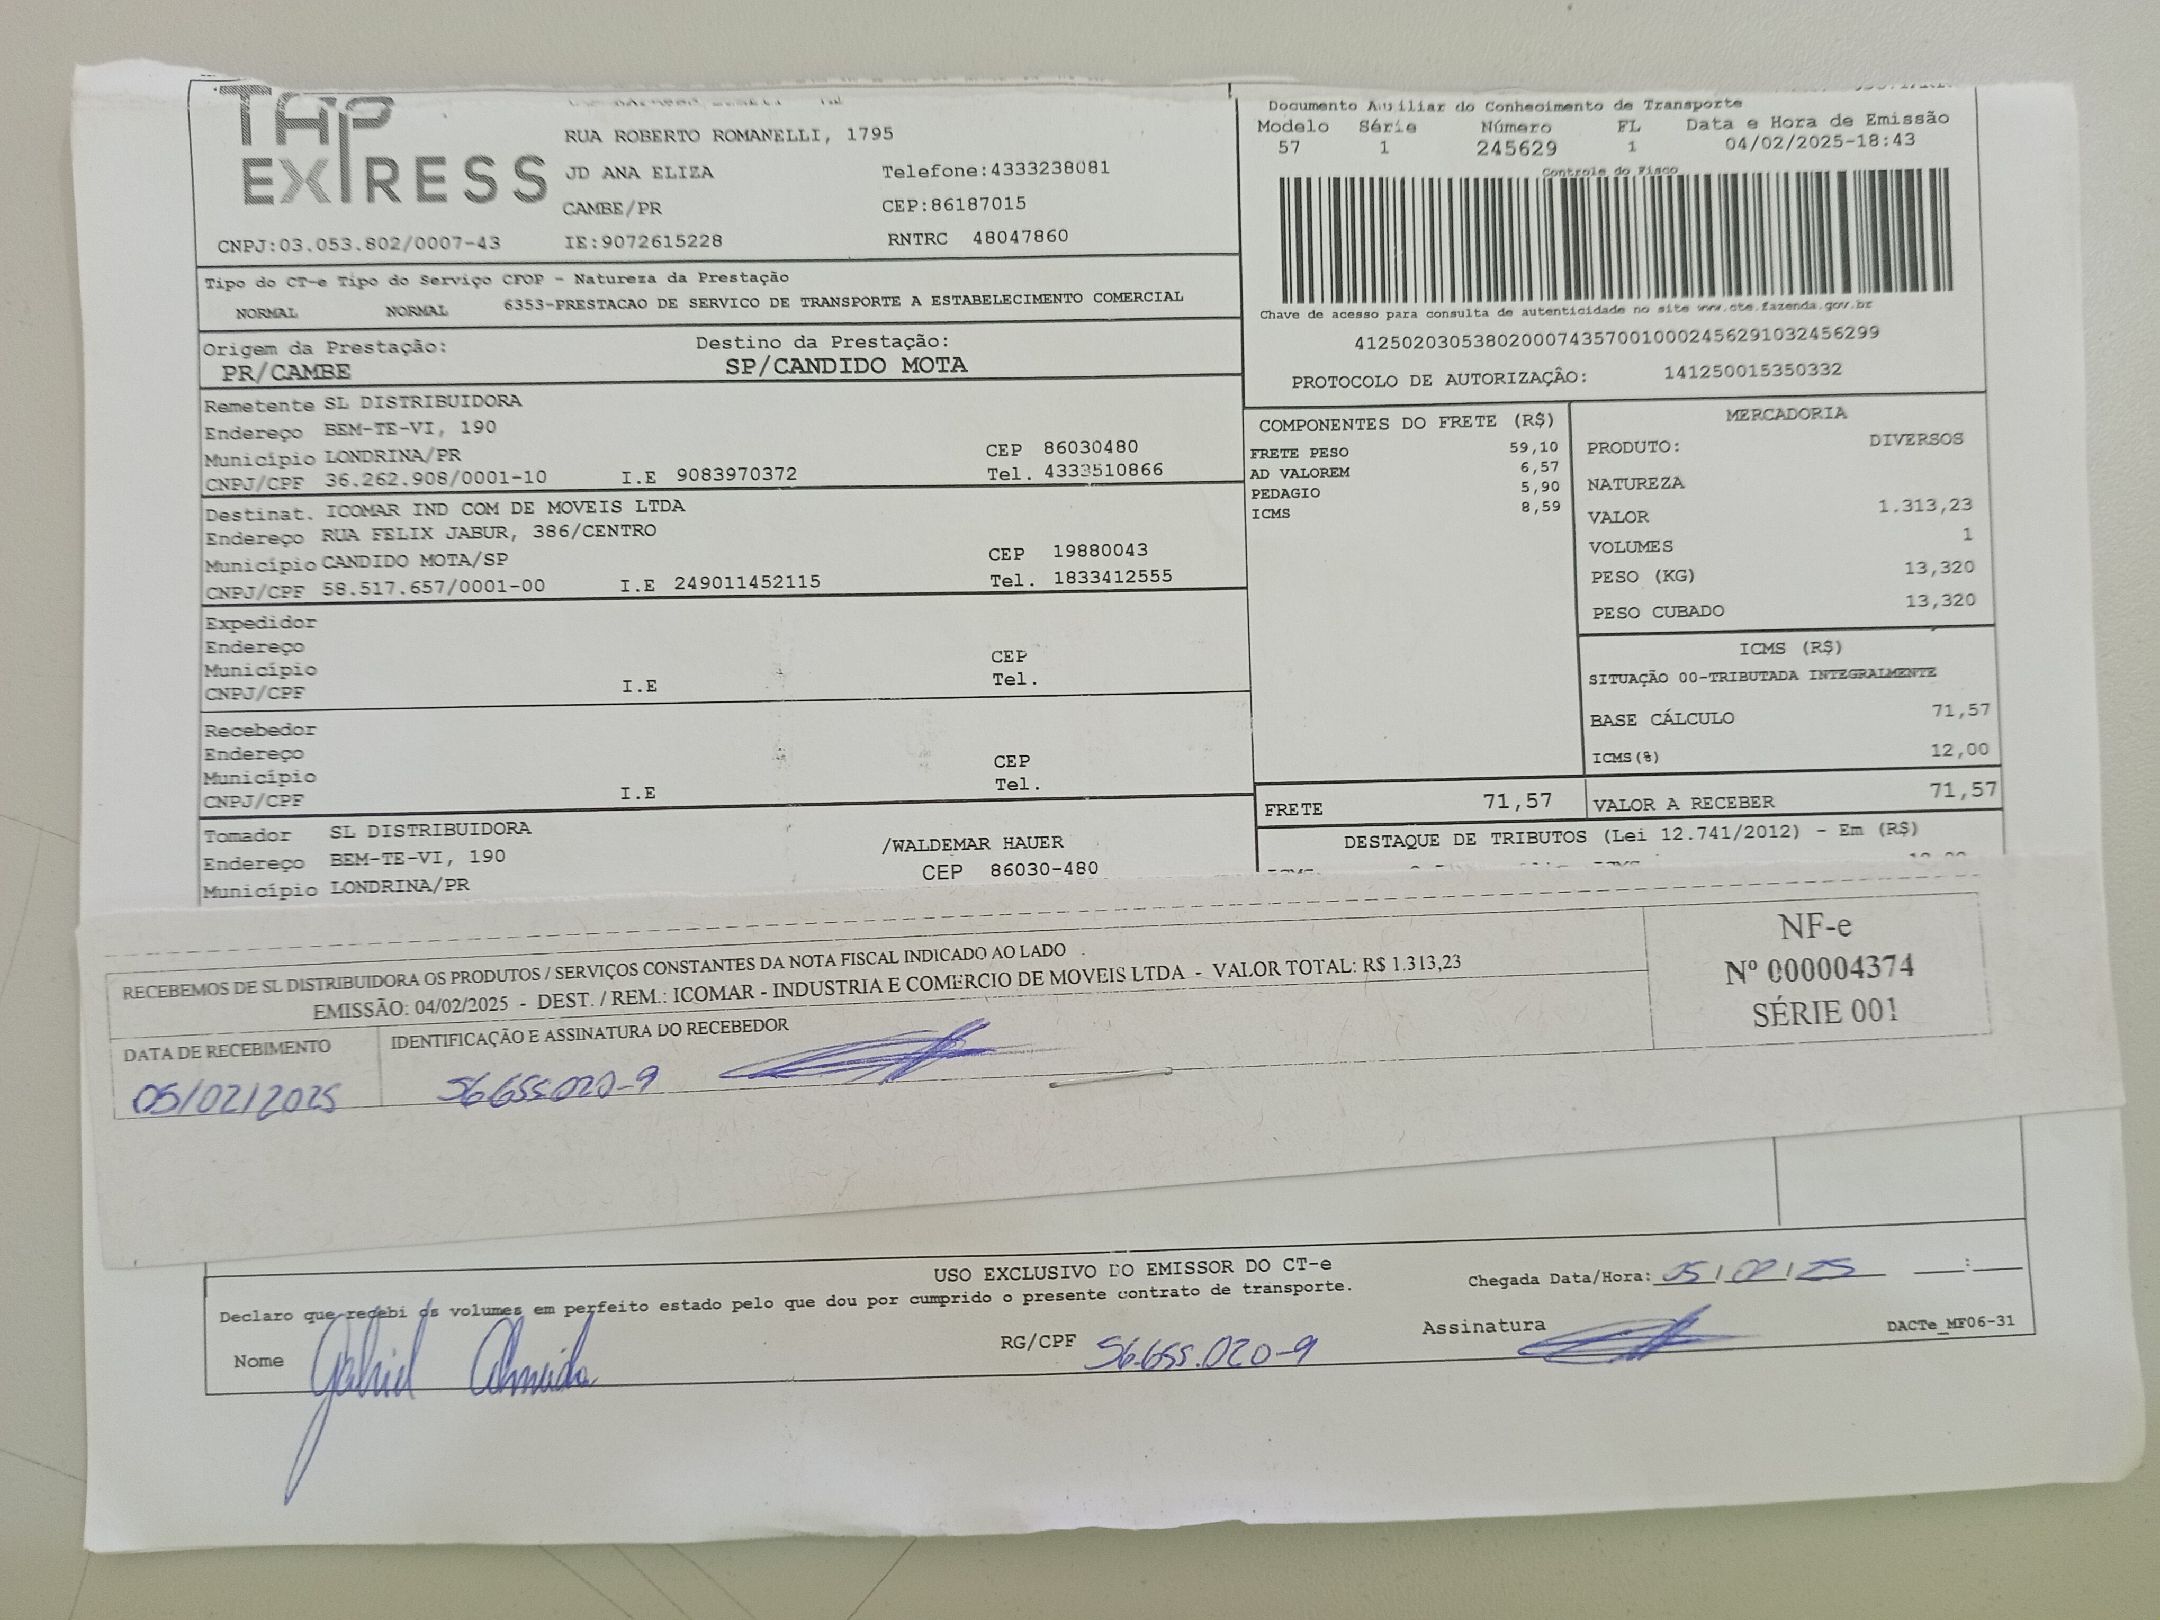 TAP
EXPRESS
RUA ROBERTO ROMANELLI, 1795
JD ANA ELIZA Telefone:4333238081
CAMBE/PR CEP:86187015
CNPJ:03.053.802/0007-43 IE:9072615228 RNTRC 48047860
Documento Auxiliar do Conhecimento de Transporte
Modelo Série Número FL Data e Hora de Emissão
57 1 245629 1 04/02/2025-18:43
Controle do Fisco
Chave de acesso para consulta de autenticidade no site www.cte.fazenda.gov.br
41250203053802000743570010002456291032456299
PROTOCOLO DE AUTORIZAÇÃO: 141250015350332
Tipo do CT-e Tipo do Serviço CFOP - Natureza da Prestação
NORMAL NORMAL 6353-PRESTACAO DE SERVICO DE TRANSPORTE A ESTABELECIMENTO COMERCIAL
Origem da Prestação: Destino da Prestação:
PR/CAMBE SP/CANDIDO MOTA
Remetente SL DISTRIBUIDORA
Endereço BEM-TE-VI, 190
Município LONDRINA/PR CEP 86030480
CNPJ/CPF 36.262.908/0001-10 I.E 9083970372 Tel. 4333510866
Destinat. ICOMAR IND COM DE MOVEIS LTDA
Endereço RUA FELIX JABUR, 386/CENTRO
Município CANDIDO MOTA/SP CEP 19880043
CNPJ/CPF 58.517.657/0001-00 I.E 249011452115 Tel. 1833412555
Expedidor
Endereço
Município CEP
CNPJ/CPF I.E Tel.
Recebedor
Endereço
Município CEP
CNPJ/CPF I.E Tel.
Tomador SL DISTRIBUIDORA
Endereço BEM-TE-VI, 190 /WALDEMAR HAUER
Município LONDRINA/PR CEP 86030-480
COMPONENTES DO FRETE (R$)
FRETE PESO 59,10
AD VALOREM 6,57
PEDAGIO 5,90
ICMS 8,59
MERCADORIA
PRODUTO: DIVERSOS
NATUREZA
VALOR 1.313,23
VOLUMES 1
PESO (KG) 13,320
PESO CUBADO 13,320
ICMS (R$)
SITUAÇÃO 00-TRIBUTADA INTEGRALMENTE
BASE CÁLCULO 71,57
ICMS(%) 12,00
FRETE 71,57 VALOR A RECEBER 71,57
DESTAQUE DE TRIBUTOS (Lei 12.741/2012) - Em (R$)
RECEBEMOS DE SL DISTRIBUIDORA OS PRODUTOS / SERVIÇOS CONSTANTES DA NOTA FISCAL INDICADO AO LADO
EMISSÃO: 04/02/2025 - DEST. / REM.: ICOMAR - INDUSTRIA E COMERCIO DE MOVEIS LTDA - VALOR TOTAL: R$ 1.313,23
DATA DE RECEBIMENTO IDENTIFICAÇÃO E ASSINATURA DO RECEBEDOR
05/02/2025 56.655.020-9
NF-e
Nº 000004374
SÉRIE 001
USO EXCLUSIVO DO EMISSOR DO CT-e
Declaro que recebi os volumes em perfeito estado pelo que dou por cumprido o presente contrato de transporte.
Chegada Data/Hora: 05/02/25 __:__
Nome Gabriel Almeida RG/CPF 56.655.020-9 Assinatura
DACTe_MF06-31